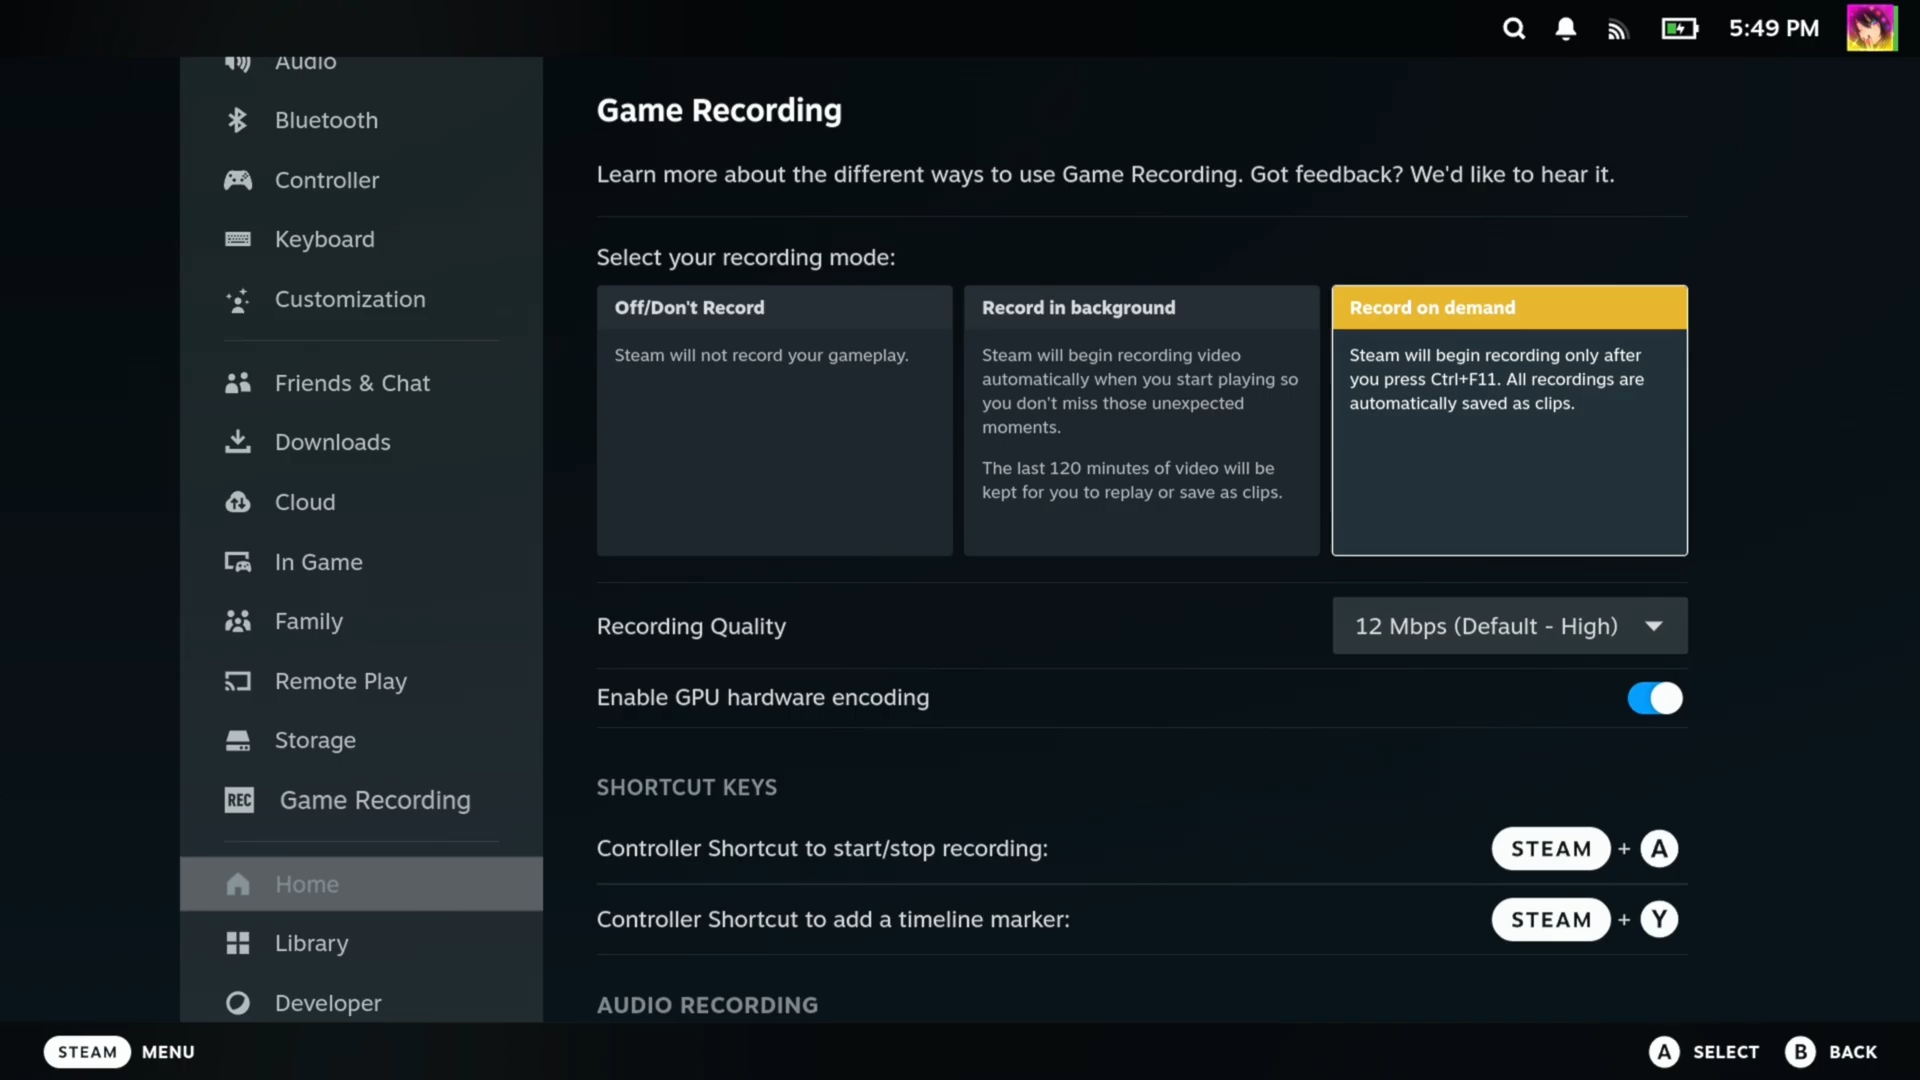 5:49 PM
Audio
Bluetooth
Controller
Keyboard
Customization
Friends & Chat
Downloads
Cloud
In Game
Family
Remote Play
Storage
REC Game Recording
Home
Library
Developer
Game Recording
Learn more about the different ways to use Game Recording. Got feedback? We'd like to hear it.
Select your recording mode:
Off/Don't Record
Steam will not record your gameplay.
Record in background
Steam will begin recording video
automatically when you start playing so
you don't miss those unexpected
moments.
The last 120 minutes of video will be
kept for you to replay or save as clips.
Record on demand
Steam will begin recording only after
you press Ctrl+F11. All recordings are
automatically saved as clips.
Recording Quality
12 Mbps (Default - High)
Enable GPU hardware encoding
SHORTCUT KEYS
Controller Shortcut to start/stop recording:
STEAM + A
Controller Shortcut to add a timeline marker:
STEAM + Y
AUDIO RECORDING
STEAM MENU
A SELECT B BACK